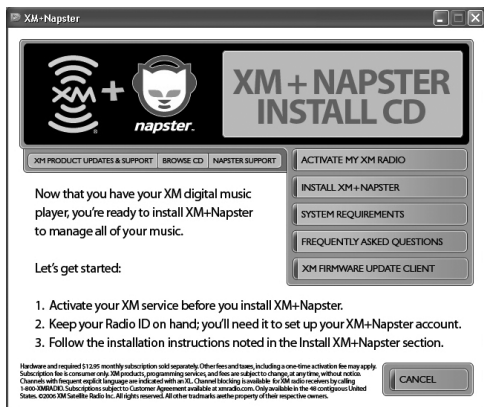 XM+Napster
XM
+
napster.
XM + NAPSTER
INSTALL CD
XM PRODUCT UPDATES & SUPPORT
BROWSE CD
NAPSTER SUPPORT
ACTIVATE MY XM RADIO
INSTALL XM+NAPSTER
SYSTEM REQUIREMENTS
FREQUENTLY ASKED QUESTIONS
XM FIRMWARE UPDATE CLIENT
Now that you have your XM digital music
player, you're ready to install XM+Napster
to manage all of your music.
Let's get started:
1. Activate your XM service before you install XM+Napster.
2. Keep your Radio ID on hand; you'll need it to set up your XM+Napster account.
3. Follow the installation instructions noted in the Install XM+Napster section.
Hardware and required $12.95 monthly subscription sold separately. Other fees and taxes, including a one-time activation fee may apply.
Subscription fee is consumer only. XM products, programming services, and fees are subject to change, at any time, without notice.
Channels with frequent explicit language are indicated with an XL. Channel blocking is available for XM radio receivers by calling
1-800-XMRADIO. Subscriptions subject to Customer Agreement available at xmradio.com. Only available in the 48 contiguous United
States. ©2006 XM Satellite Radio Inc. All rights reserved. All other tradmarks are the property of their respective owners.
CANCEL